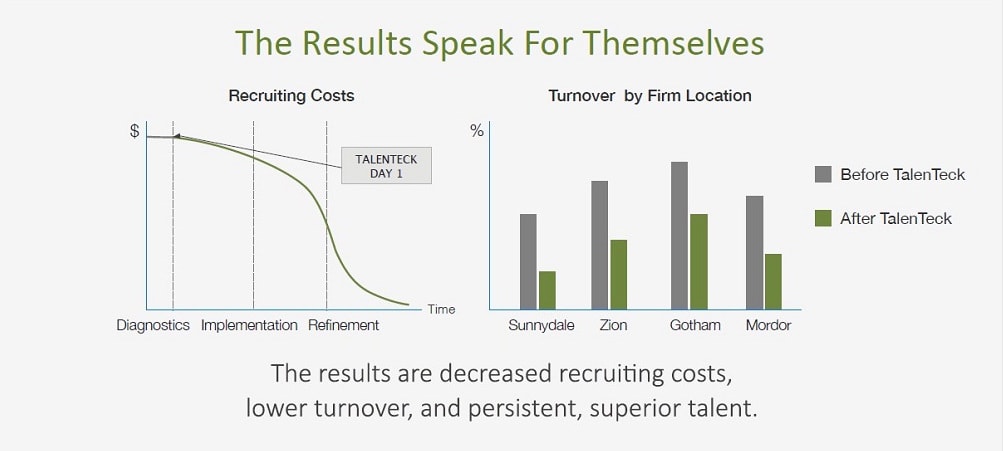 The Results Speak For Themselves
Recruiting Costs
$
TALENTECK
DAY 1
Time
Diagnostics Implementation Refinement
Turnover by Firm Location
%
Before TalenTeck
After TalenTeck
Sunnydale Zion Gotham Mordor
The results are decreased recruiting costs,
lower turnover, and persistent, superior talent.